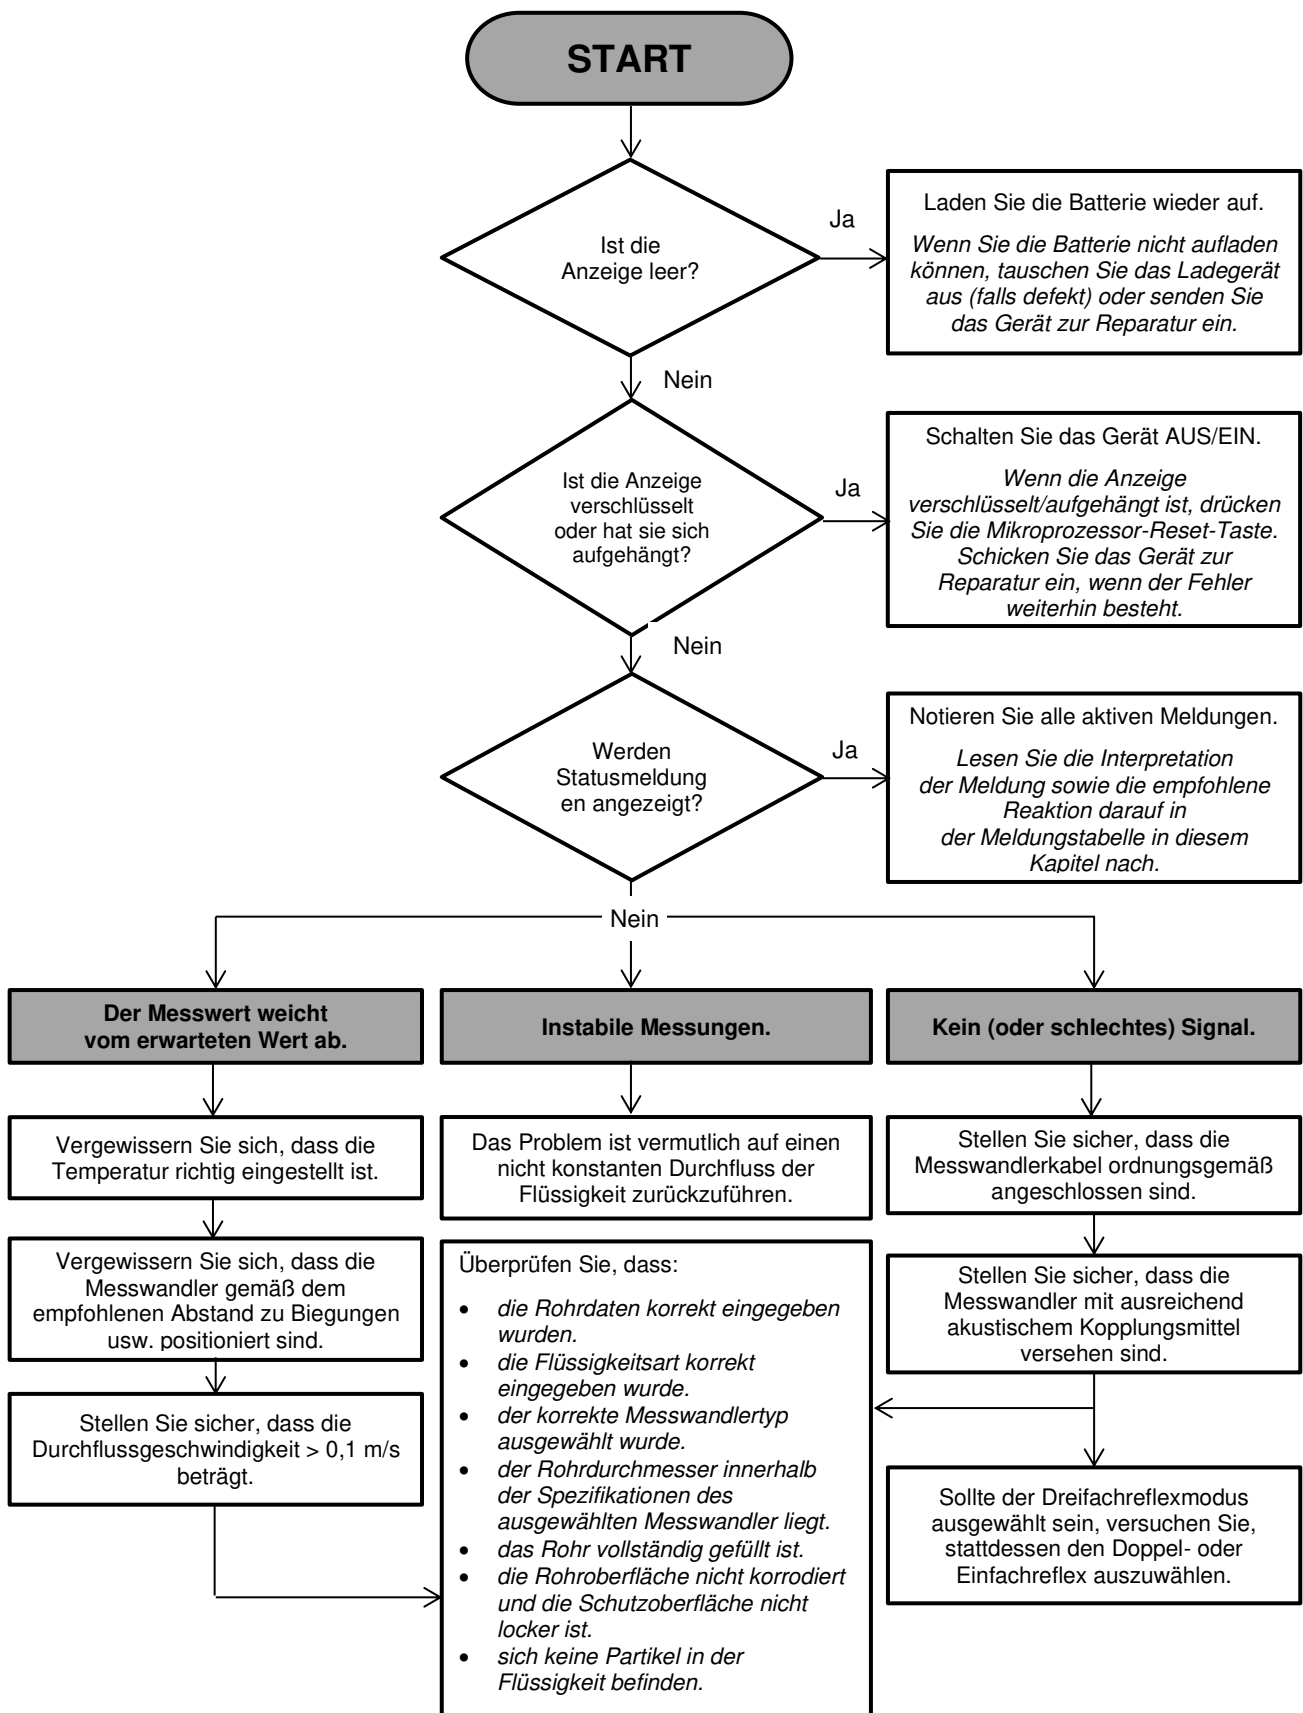 START
Ist die
Anzeige leer?
Ja
Laden Sie die Batterie wieder auf.
Wenn Sie die Batterie nicht aufladen
können, tauschen Sie das Ladegerät
aus (falls defekt) oder senden Sie
das Gerät zur Reparatur ein.
Nein
Ist die Anzeige
verschlüsselt
oder hat sie sich
aufgehängt?
Ja
Schalten Sie das Gerät AUS/EIN.
Wenn die Anzeige
verschlüsselt/aufgehängt ist, drücken
Sie die Mikroprozessor-Reset-Taste.
Schicken Sie das Gerät zur
Reparatur ein, wenn der Fehler
weiterhin besteht.
Nein
Werden
Statusmeldung
en angezeigt?
Ja
Notieren Sie alle aktiven Meldungen.
Lesen Sie die Interpretation
der Meldung sowie die empfohlene
Reaktion darauf in
der Meldungstabelle in diesem
Kapitel nach.
Nein
Der Messwert weicht
vom erwarteten Wert ab.
Vergewissern Sie sich, dass die
Temperatur richtig eingestellt ist.
Vergewissern Sie sich, dass die
Messwandler gemäß dem
empfohlenen Abstand zu Biegungen
usw. positioniert sind.
Stellen Sie sicher, dass die
Durchflussgeschwindigkeit > 0,1 m/s
beträgt.
Instabile Messungen.
Das Problem ist vermutlich auf einen
nicht konstanten Durchfluss der
Flüssigkeit zurückzuführen.
Überprüfen Sie, dass:
• die Rohrdaten korrekt eingegeben
wurden.
• die Flüssigkeitsart korrekt
eingegeben wurde.
• der korrekte Messwandlertyp
ausgewählt wurde.
• der Rohrdurchmesser innerhalb
der Spezifikationen des
ausgewählten Messwandler liegt.
• das Rohr vollständig gefüllt ist.
• die Rohroberfläche nicht korrodiert
und die Schutzoberfläche nicht
locker ist.
• sich keine Partikel in der
Flüssigkeit befinden.
Kein (oder schlechtes) Signal.
Stellen Sie sicher, dass die
Messwandlerkabel ordnungsgemäß
angeschlossen sind.
Stellen Sie sicher, dass die
Messwandler mit ausreichend
akustischem Kopplungsmittel
versehen sind.
Sollte der Dreifachreflexmodus
ausgewählt sein, versuchen Sie,
stattdessen den Doppel- oder
Einfachreflex auszuwählen.